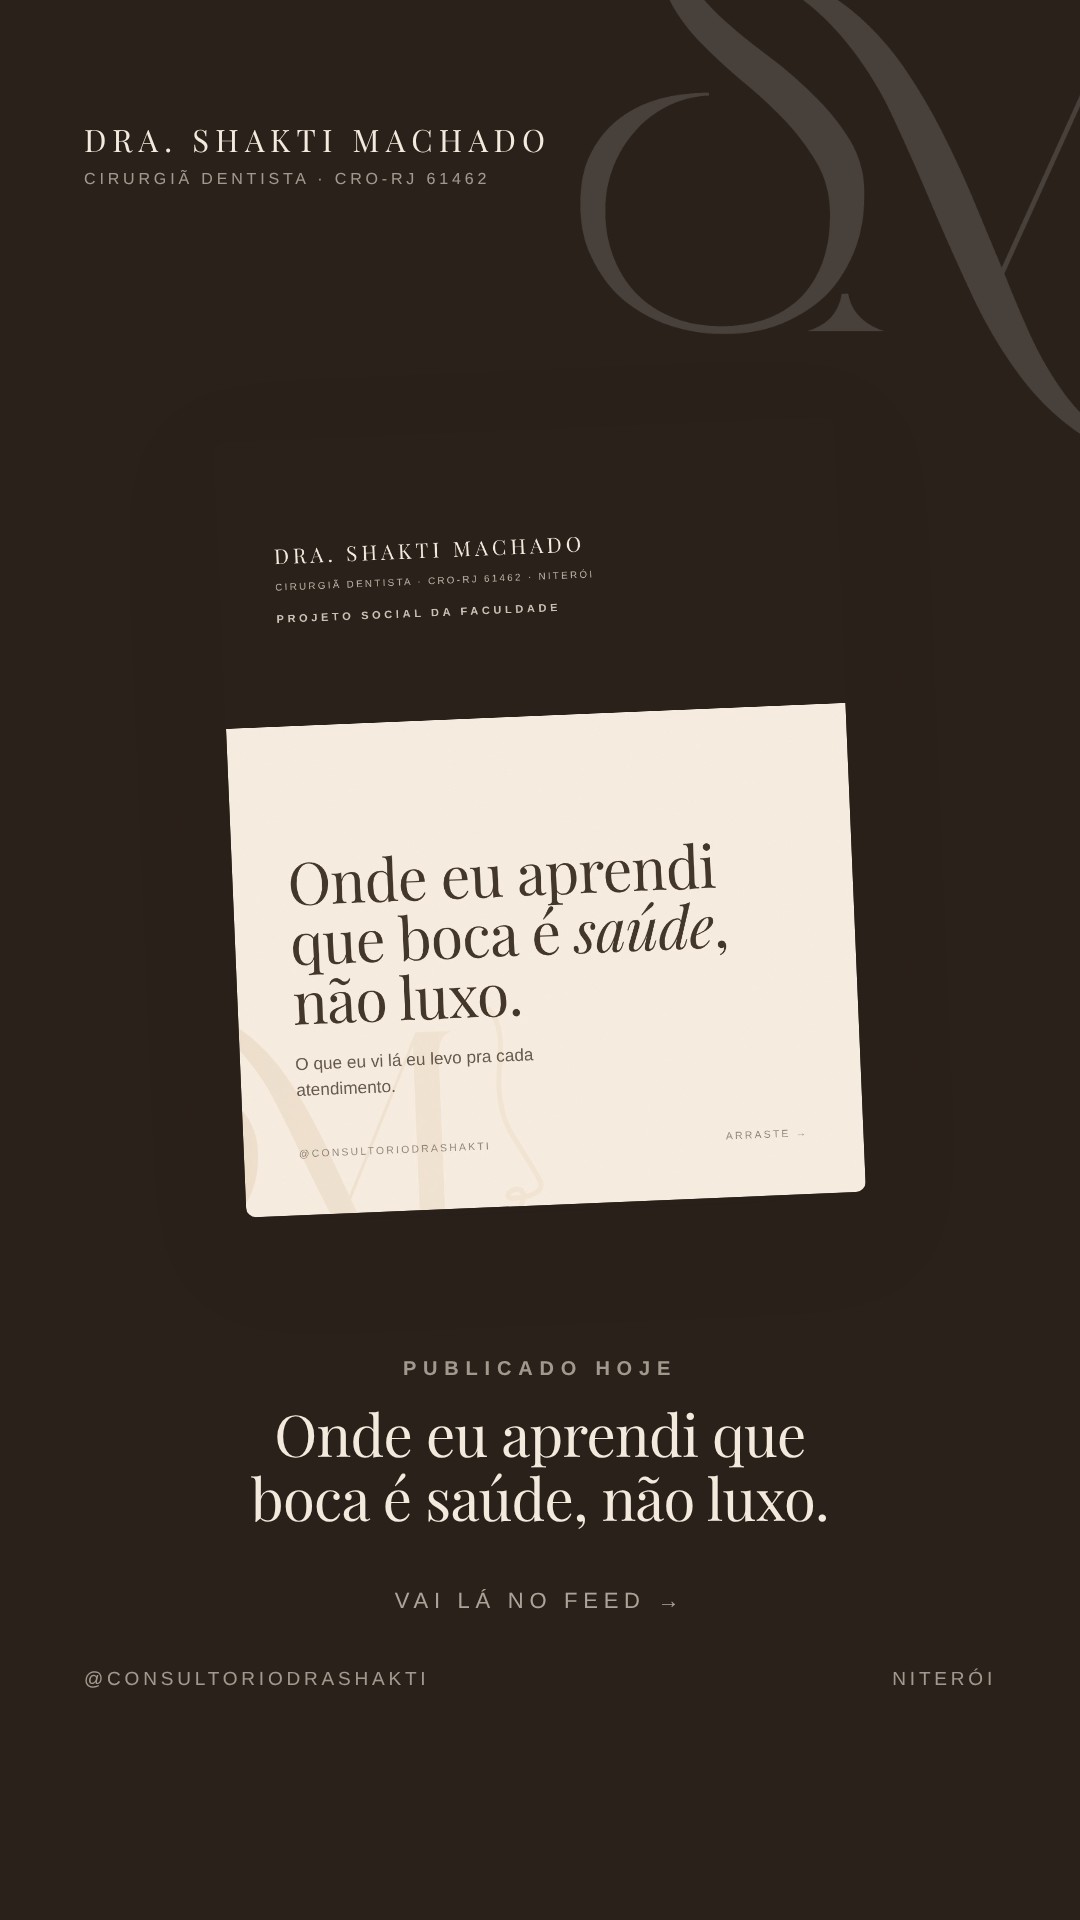 DRA. SHAKTI MACHADO
CIRURGIÃ DENTISTA · CRO-RJ 61462
DRA. SHAKTI MACHADO
CIRURGIÃ DENTISTA · CRO-RJ 61462 · NITERÓI
PROJETO SOCIAL DA FACULDADE
Onde eu aprendi
que boca é saúde,
não luxo.
O que eu vi lá eu levo pra cada
atendimento.
@CONSULTORIODRASHAKTI
ARRASTE →
PUBLICADO HOJE
Onde eu aprendi que
boca é saúde, não luxo.
VAI LÁ NO FEED →
@CONSULTORIODRASHAKTI
NITERÓI